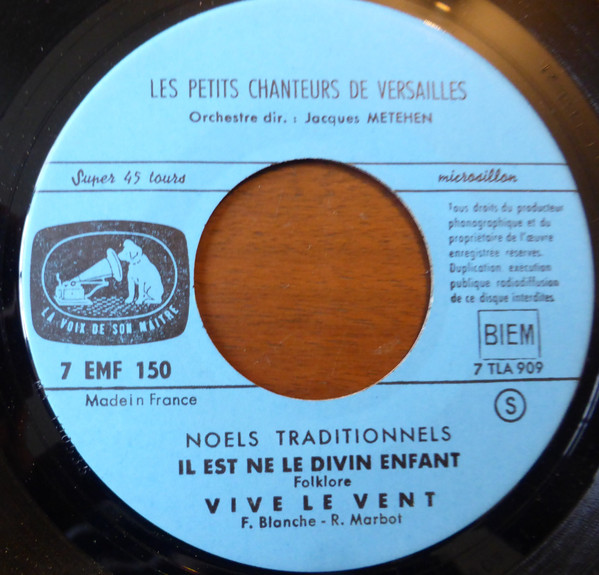 LES PETITS CHANTEURS DE VERSAILLES
Orchestre dir. : Jacques METEHEN
Super 45 tours
microsillon
Tous droits du producteur
phonographique et du
propriétaire de l'œuvre
enregistrée réservés.
Duplication exécution
publique radiodiffusion
de ce disque interdites.
LA VOIX DE SON MAITRE
BIEM
7 EMF 150
7 TLA 909
Made in France
S
NOELS TRADITIONNELS
IL EST NE LE DIVIN ENFANT
Folklore
VIVE LE VENT
F. Blanche - R. Marbot